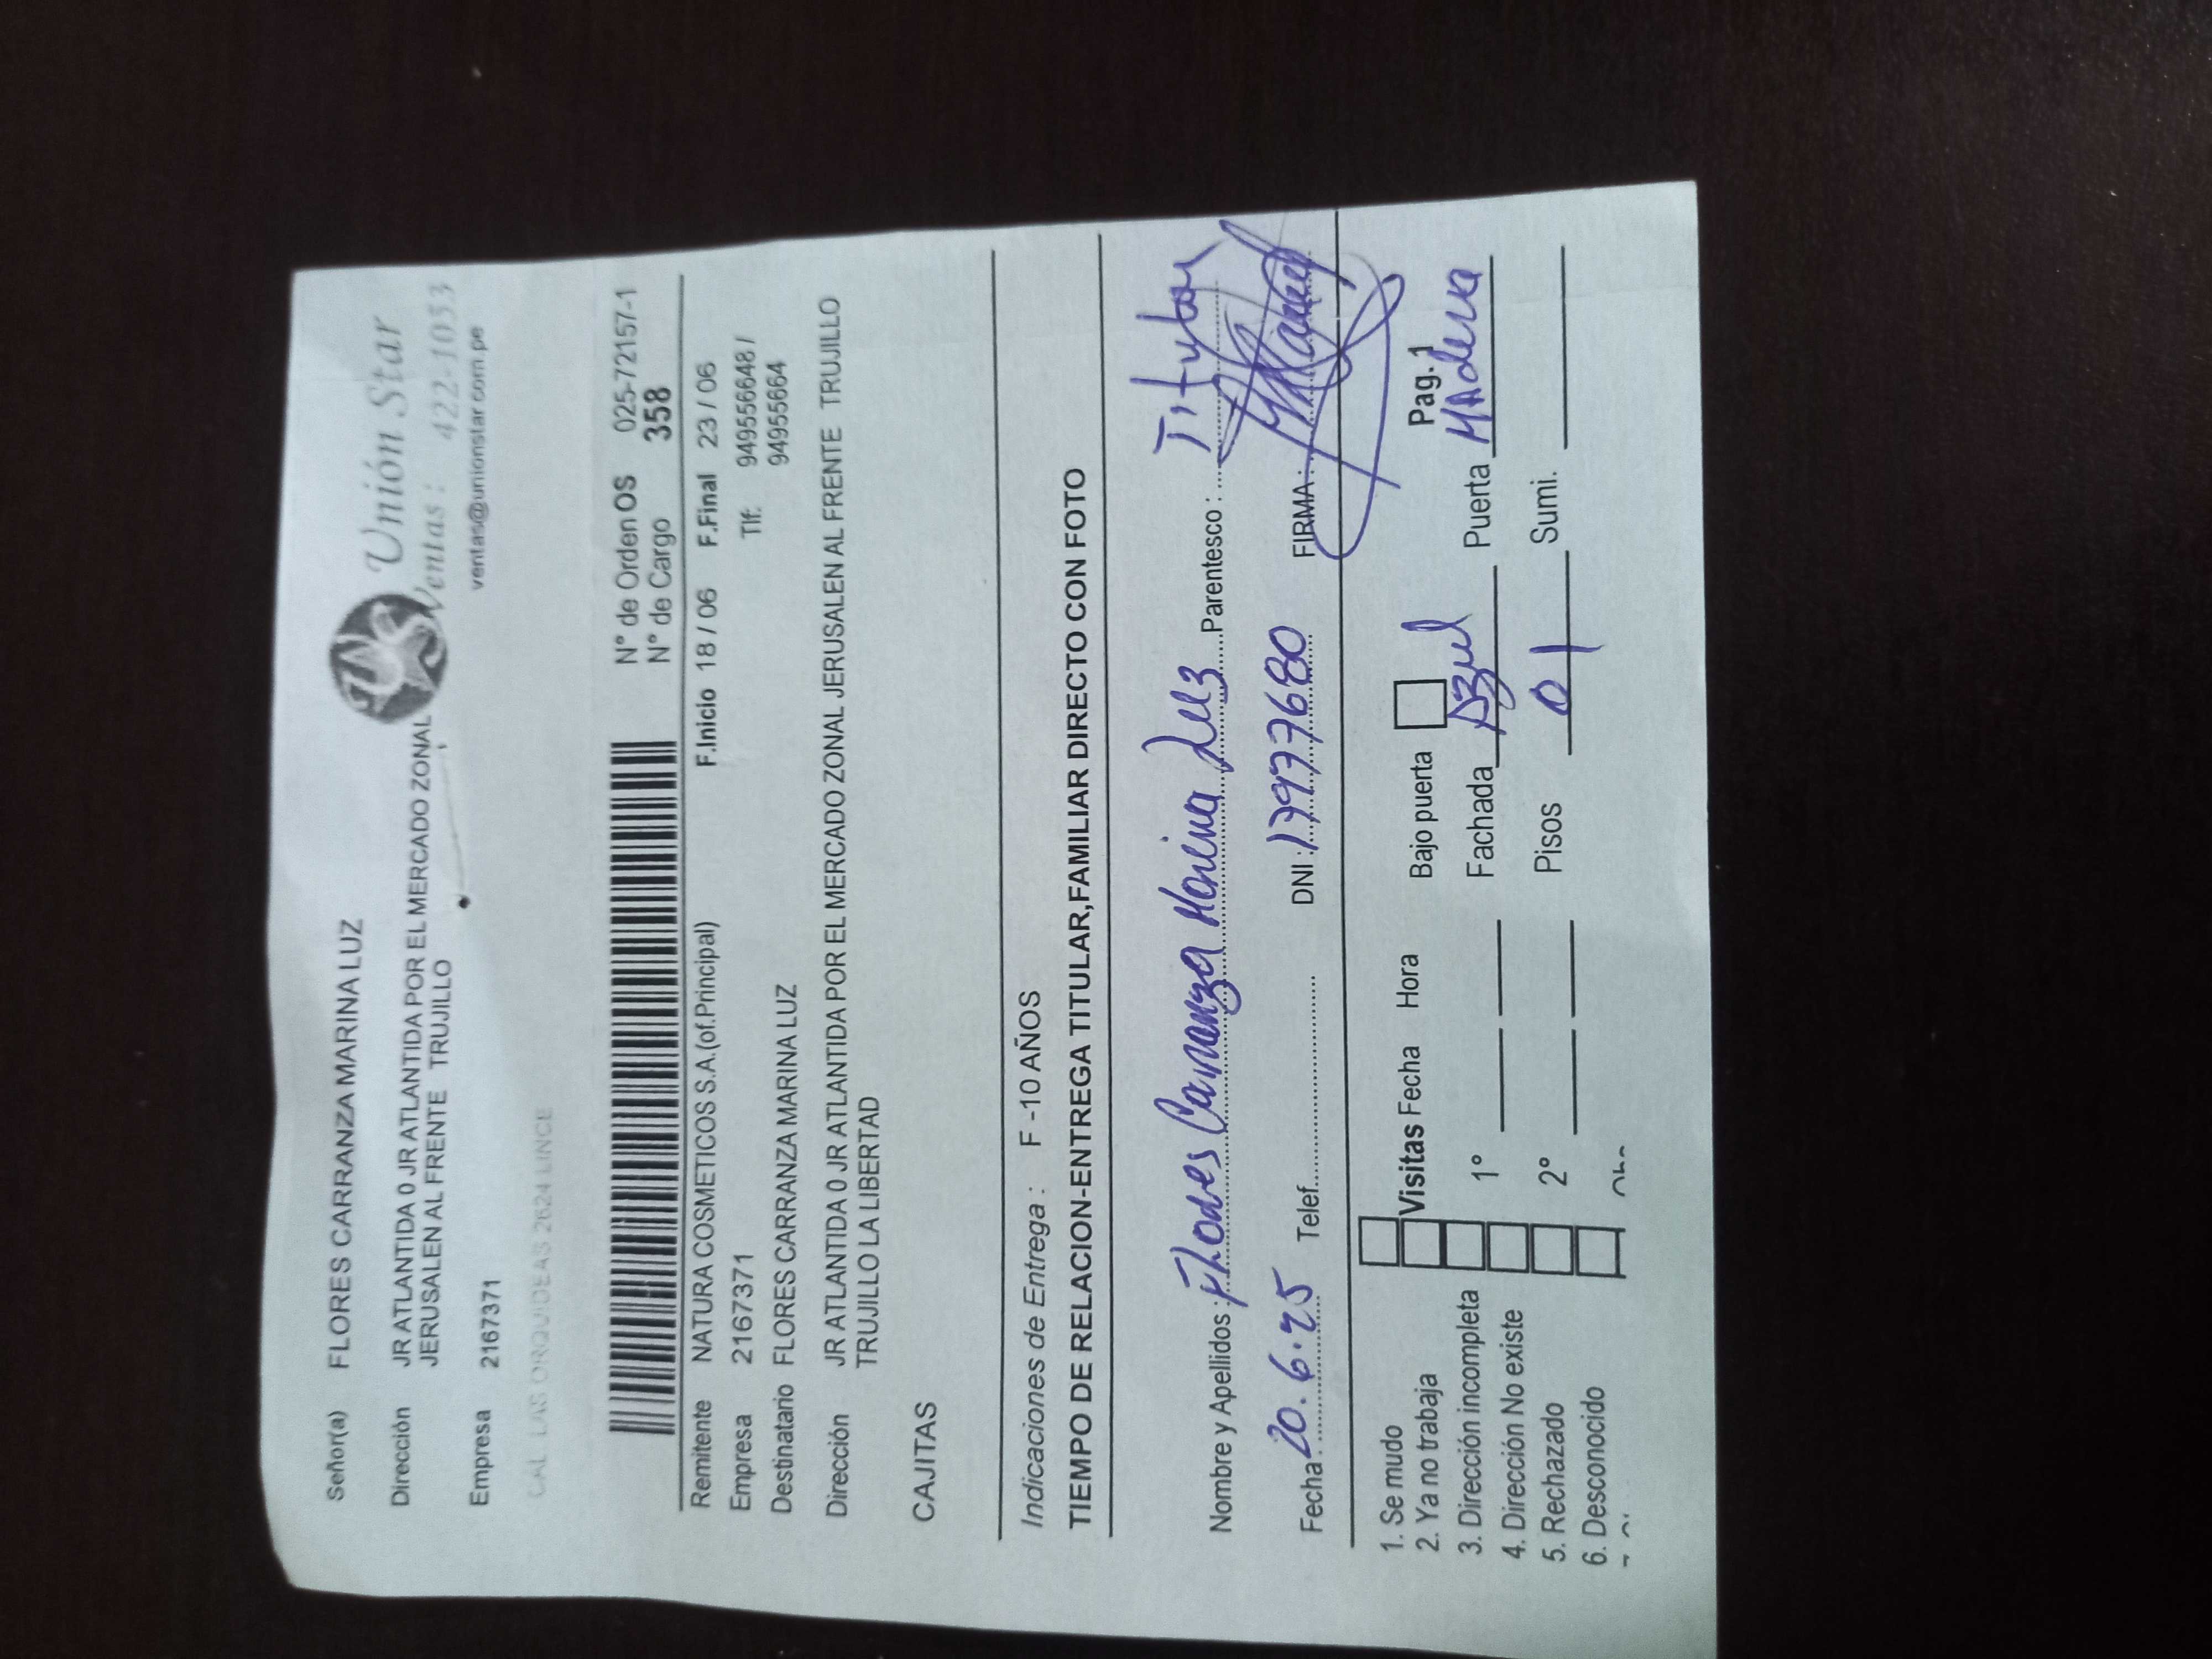 Señor(a) FLORES CARRANZA MARINA LUZ
Unión Star
Ventas: 422-1033
ventas@unionstar.com.pe
Dirección JR ATLANTIDA 0 JR ATLANTIDA POR EL MERCADO ZONAL
JERUSALEN AL FRENTE TRUJILLO
Empresa 2167371
CAL LAS ORQUIDEAS 2624 LINCE
N° de Orden OS 025-72157-1
N° de Cargo 358
Remitente NATURA COSMETICOS S.A.(of.Principal) F.Inicio 18 / 06 F.Final 23 / 06
Empresa 2167371 Tlf: 949556648 /
94955664
Destinatario FLORES CARRANZA MARINA LUZ
Dirección JR ATLANTIDA 0 JR ATLANTIDA POR EL MERCADO ZONAL JERUSALEN AL FRENTE TRUJILLO
TRUJILLO LA LIBERTAD
CAJITAS
Indicaciones de Entrega : F -10 AÑOS
TIEMPO DE RELACION-ENTREGA TITULAR,FAMILIAR DIRECTO CON FOTO
Nombre y Apellidos : Flores Carranza Marina Luz Parentesco : Titular
Fecha: 20.6.25 Telef. DNI : 17977680 FIRMA:
1. Se mudo
2. Ya no trabaja Visitas Fecha Hora Bajo puerta Pag. 1
3. Dirección incompleta 1° Fachada Azul Puerta MAdera
4. Dirección No existe
5. Rechazado 2° Pisos 01 Sumi.
6. Desconocido